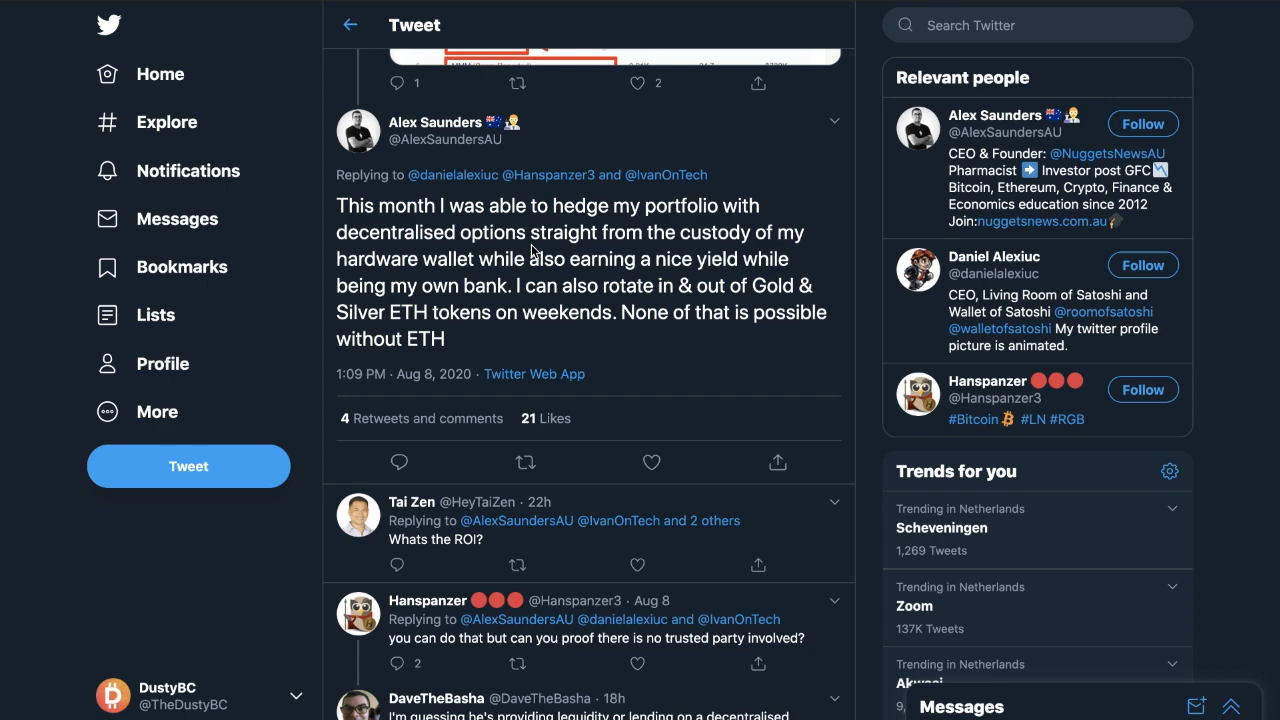 Home
Explore
Notifications
Messages
Bookmarks
Lists
Profile
More
Tweet
DustyBC
@TheDustyBC
Tweet
1
2
Alex Saunders
@AlexSaundersAU
Replying to @danielalexiuc @Hanspanzer3 and @IvanOnTech
This month I was able to hedge my portfolio with
decentralised options straight from the custody of my
hardware wallet while also earning a nice yield while
being my own bank. I can also rotate in & out of Gold &
Silver ETH tokens on weekends. None of that is possible
without ETH
1:09 PM · Aug 8, 2020 · Twitter Web App
4 Retweets and comments 21 Likes
Tai Zen @HeyTaiZen · 22h
Replying to @AlexSaundersAU @IvanOnTech and 2 others
Whats the ROI?
Hanspanzer 🔴🔴🔴 @Hanspanzer3 · Aug 8
Replying to @AlexSaundersAU @danielalexiuc and @IvanOnTech
you can do that but can you proof there is no trusted party involved?
2
DaveTheBasha @DaveTheBasha · 18h
I'm guessing he's providing leguidity or lending on a decentralised
Search Twitter
Relevant people
Alex Saunders
@AlexSaundersAU
Follow
CEO & Founder: @NuggetsNewsAU
Pharmacist ➡️ Investor post GFC
Bitcoin, Ethereum, Crypto, Finance &
Economics education since 2012
Join:nuggetsnews.com.au
Daniel Alexiuc
@danielalexiuc
Follow
CEO, Living Room of Satoshi and
Wallet of Satoshi @roomofsatoshi
@walletofsatoshi My twitter profile
picture is animated.
Hanspanzer 🔴🔴🔴
@Hanspanzer3
Follow
#Bitcoin #LN #RGB
Trends for you
Trending in Netherlands
Scheveningen
1,269 Tweets
Trending in Netherlands
Zoom
137K Tweets
Trending in Netherlands
Messages